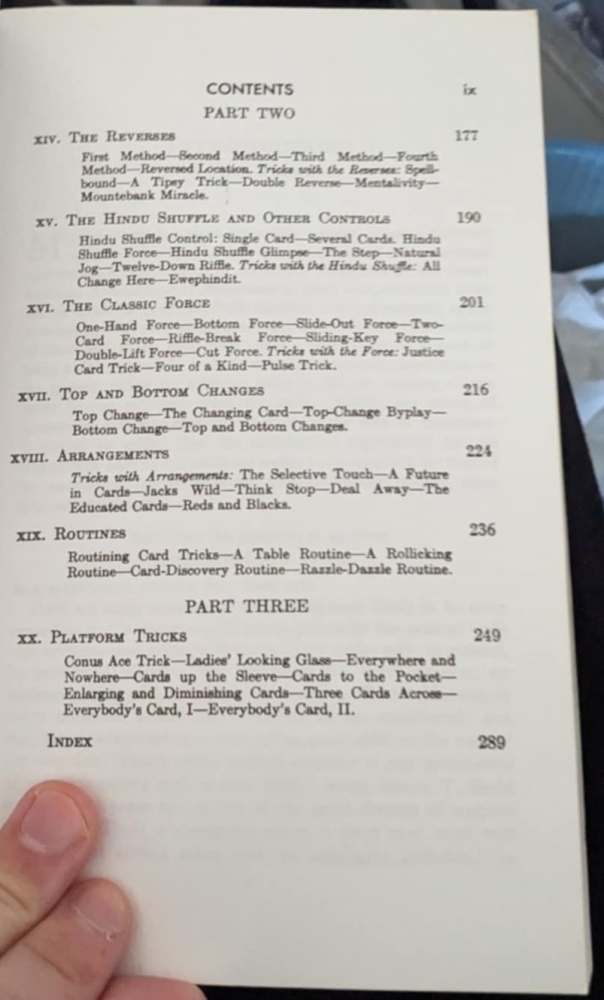 CONTENTS ix
PART TWO
XIV. THE REVERSES 177
First Method—Second Method—Third Method—Fourth
Method—Reversed Location. Tricks with the Reverses: Spell-
bound—A Tipsy Trick—Double Reverse—Mentalivity—
Mountebank Miracle.
XV. THE HINDU SHUFFLE AND OTHER CONTROLS 190
Hindu Shuffle Control: Single Card—Several Cards. Hindu
Shuffle Force—Hindu Shuffle Glimpse—The Step—Natural
Jog—Twelve-Down Riffle. Tricks with the Hindu Shuffle: All
Change Here—Ewephindit.
XVI. THE CLASSIC FORCE 201
One-Hand Force—Bottom Force—Slide-Out Force—Two-
Card Force—Riffle-Break Force—Sliding-Key Force—
Double-Lift Force—Cut Force. Tricks with the Force: Justice
Card Trick—Four of a Kind—Pulse Trick.
XVII. TOP AND BOTTOM CHANGES 216
Top Change—The Changing Card—Top-Change Byplay—
Bottom Change—Top and Bottom Changes.
XVIII. ARRANGEMENTS 224
Tricks with Arrangements: The Selective Touch—A Future
in Cards—Jacks Wild—Think Stop—Deal Away—The
Educated Cards—Reds and Blacks.
XIX. ROUTINES 236
Routining Card Tricks—A Table Routine—A Rollicking
Routine—Card-Discovery Routine—Razzle-Dazzle Routine.
PART THREE
XX. PLATFORM TRICKS 249
Conus Ace Trick—Ladies' Looking Glass—Everywhere and
Nowhere—Cards up the Sleeve—Cards to the Pocket—
Enlarging and Diminishing Cards—Three Cards Across—
Everybody's Card, I—Everybody's Card, II.
INDEX 289